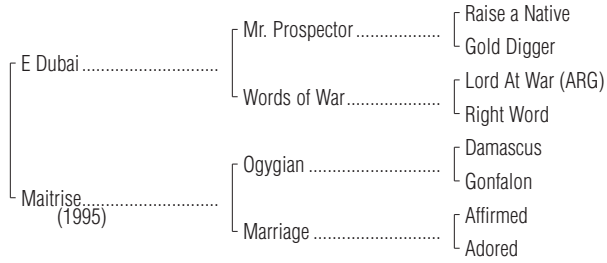 Raise a Native
Mr. Prospector ..................
Gold Digger
E Dubai .............................
Lord At War (ARG)
Words of War....................
Right Word
Damascus
Ogygian ............................
Gonfalon
Maitrise.............................
(1995)
Affirmed
Marriage ...........................
Adored